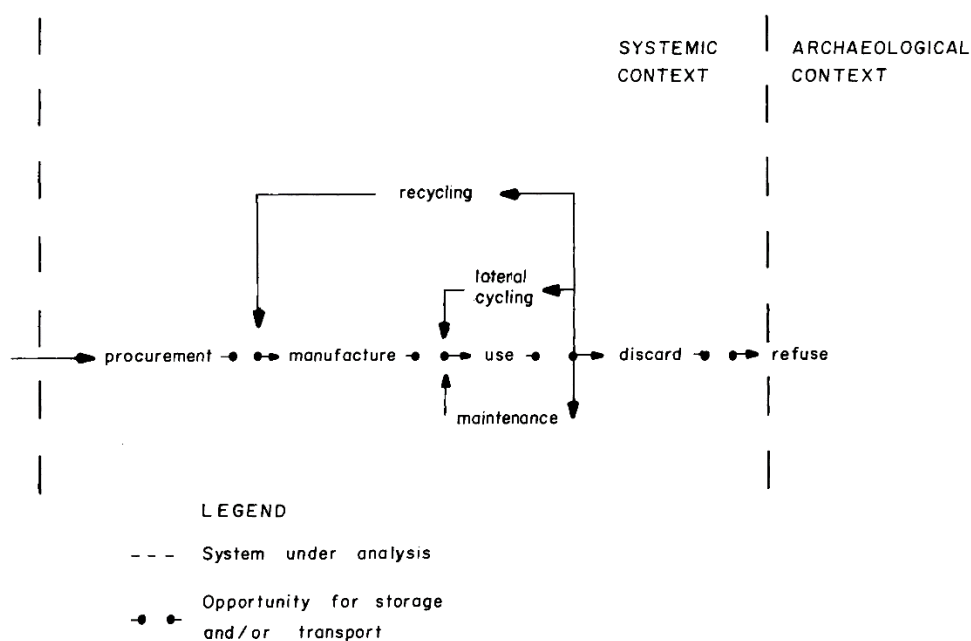 SYSTEMIC
CONTEXT
ARCHAEOLOGICAL
CONTEXT
recycling
lateral
cycling
procurement
manufacture
use
discard
refuse
maintenance
LEGEND
System under analysis
Opportunity for storage
and/or transport